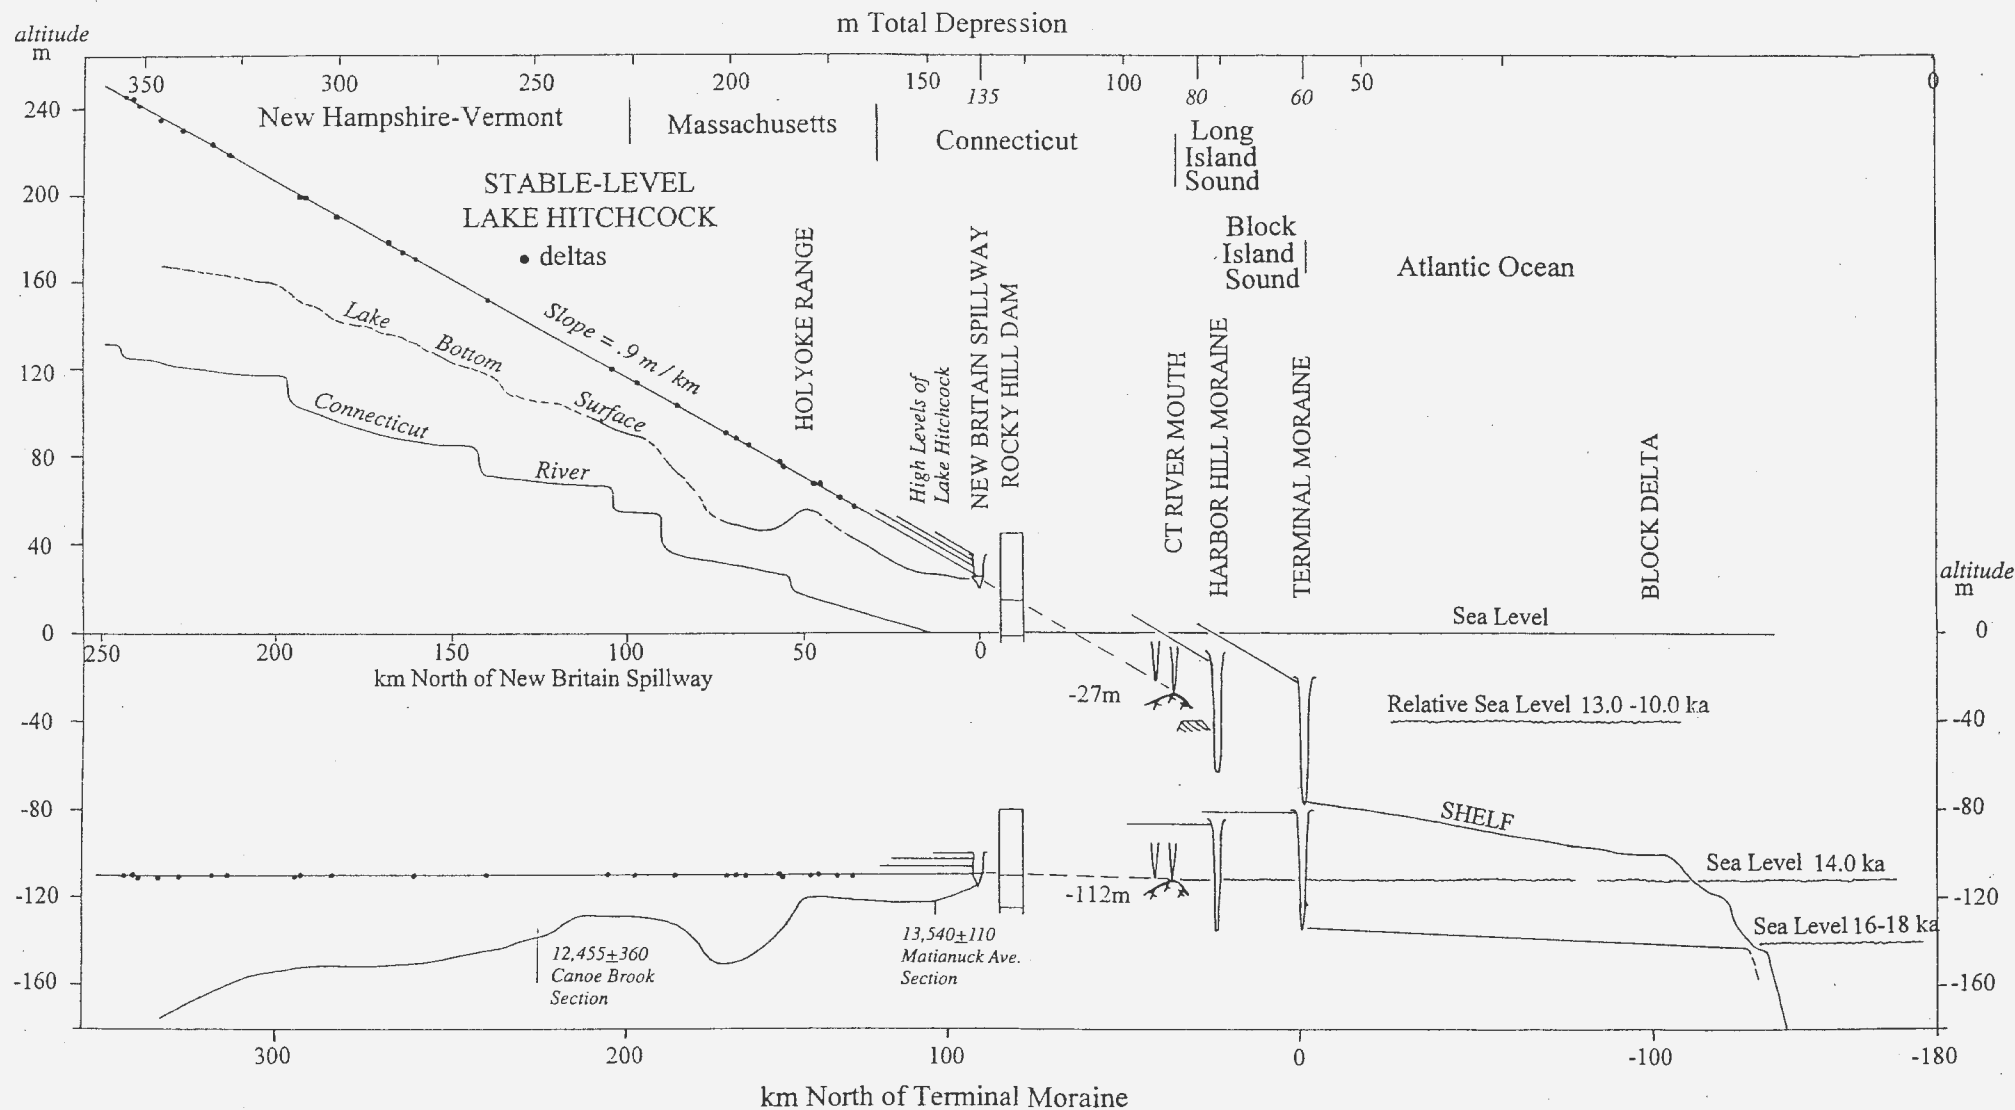 m Total Depression
altitude
m
350 300 250 200 150 100 50 0
135 80 60
New Hampshire-Vermont
Massachusetts
Connecticut
Long
Island
Sound
Block
Island
Sound
Atlantic Ocean
STABLE-LEVEL
LAKE HITCHCOCK
• deltas
240
200
160
120
80
40
0
-40
-80
-120
-160
Slope = .9 m / km
Lake Bottom Surface
Connecticut River
HOLYOKE RANGE
High Levels of
Lake Hitchcock
NEW BRITAIN SPILLWAY
ROCKY HILL DAM
CT RIVER MOUTH
HARBOR HILL MORAINE
TERMINAL MORAINE
BLOCK DELTA
altitude
m
0
-40
-80
-120
-160
Sea Level
250 200 150 100 50 0
km North of New Britain Spillway
-27m
Relative Sea Level 13.0 -10.0 ka
SHELF
Sea Level 14.0 ka
-112m
Sea Level 16-18 ka
12,455±360
Canoe Brook
Section
13,540±110
Matianuck Ave.
Section
300 200 100 0 -100 -180
km North of Terminal Moraine